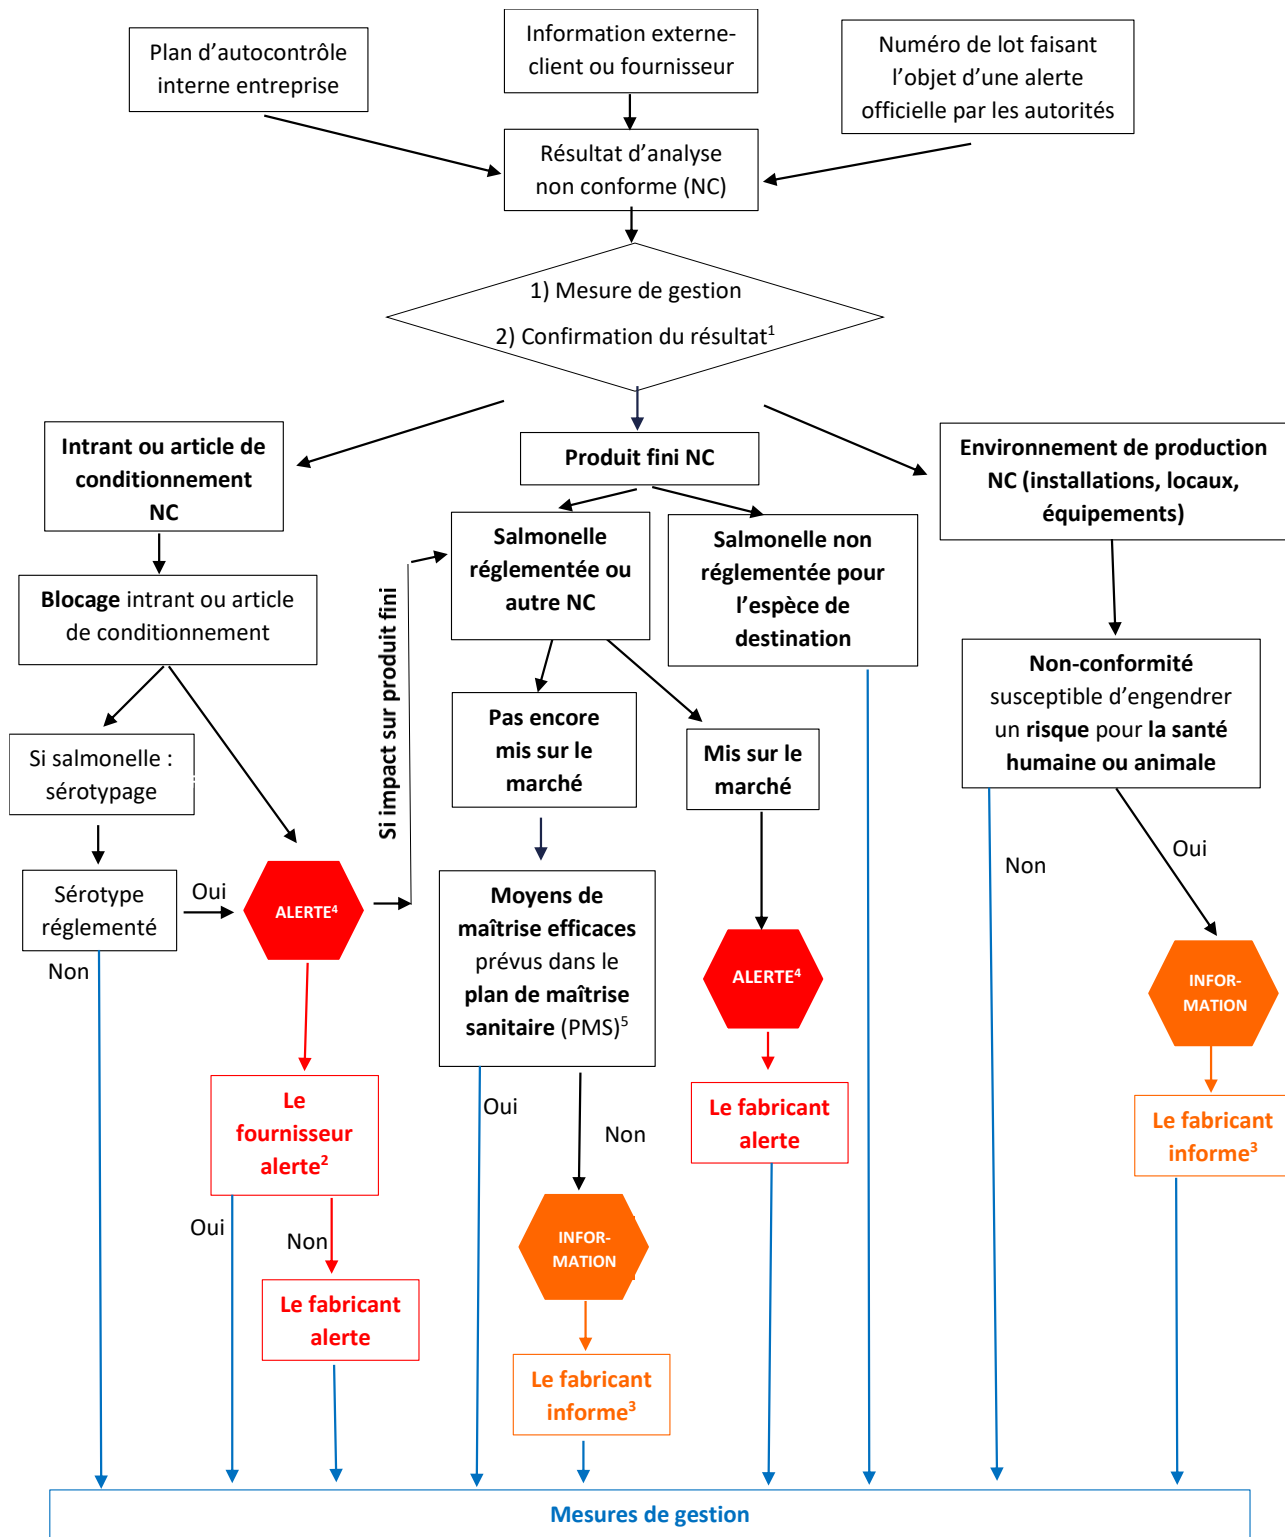 Plan d’autocontrôle
interne entreprise
Information externe-
client ou fournisseur
Numéro de lot faisant
l’objet d’une alerte
officielle par les autorités
Résultat d’analyse
non conforme (NC)
1) Mesure de gestion
2) Confirmation du résultat¹
Intrant ou article de
conditionnement
NC
Produit fini NC
Environnement de production
NC (installations, locaux,
équipements)
Blocage intrant ou article
de conditionnement
Si impact sur produit fini
Salmonelle
réglementée ou
autre NC
Salmonelle non
réglementée pour
l’espèce de
destination
Non-conformité
susceptible d’engendrer
un risque pour la santé
humaine ou animale
Si salmonelle :
sérotypage
Pas encore
mis sur le
marché
Mis sur le
marché
Non
Oui
Sérotype
réglementé
Oui
Non
ALERTE⁴
Moyens de
maîtrise efficaces
prévus dans le
plan de maîtrise
sanitaire (PMS)⁵
ALERTE⁴
INFOR-
MATION
Le
fournisseur
alerte²
Oui
Non
Le fabricant
alerte
Le fabricant
informe³
Oui
Non
INFOR-
MATION
Le fabricant
alerte
Le fabricant
informe³
Mesures de gestion